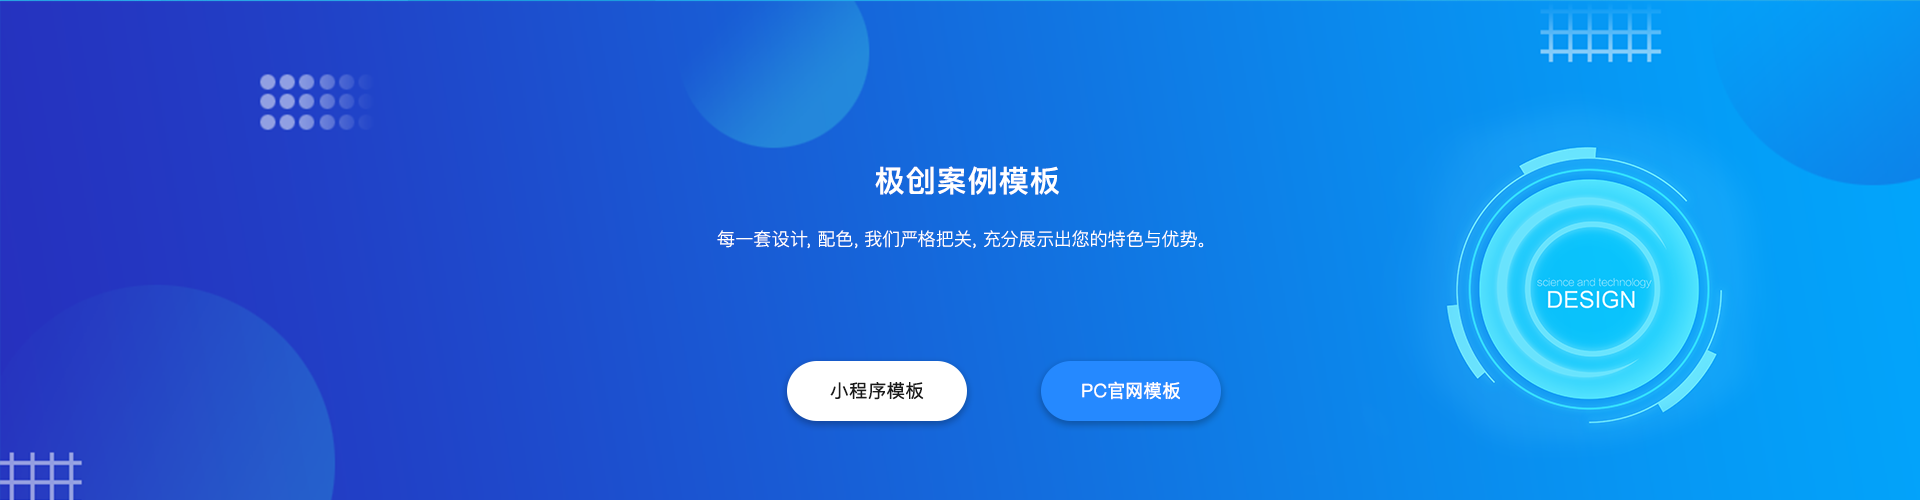 极创案例模板
每一套设计, 配色, 我们严格把关, 充分展示出您的特色与优势。
science and technology
DESIGN
小程序模板
PC官网模板